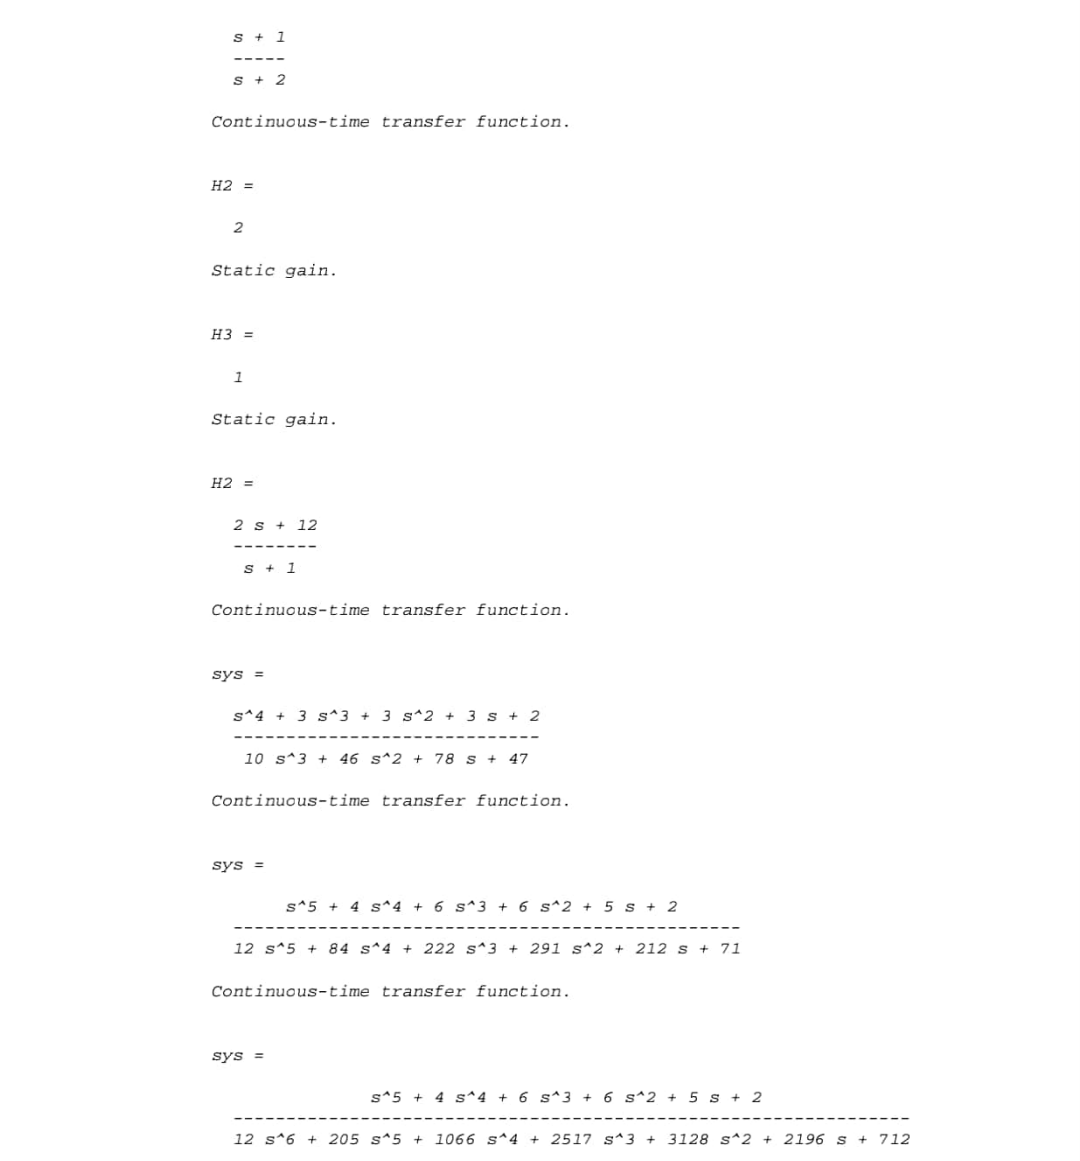 s + 1
-----
s + 2
Continuous-time transfer function.
H2 =
2
Static gain.
H3 =
1
Static gain.
H2 =
2 s + 12
--------
s + 1
Continuous-time transfer function.
sys =
s^4 + 3 s^3 + 3 s^2 + 3 s + 2
-----------------------------
10 s^3 + 46 s^2 + 78 s + 47
Continuous-time transfer function.
sys =
s^5 + 4 s^4 + 6 s^3 + 6 s^2 + 5 s + 2
------------------------------------------------
12 s^5 + 84 s^4 + 222 s^3 + 291 s^2 + 212 s + 71
Continuous-time transfer function.
sys =
s^5 + 4 s^4 + 6 s^3 + 6 s^2 + 5 s + 2
----------------------------------------------------------------
12 s^6 + 205 s^5 + 1066 s^4 + 2517 s^3 + 3128 s^2 + 2196 s + 712